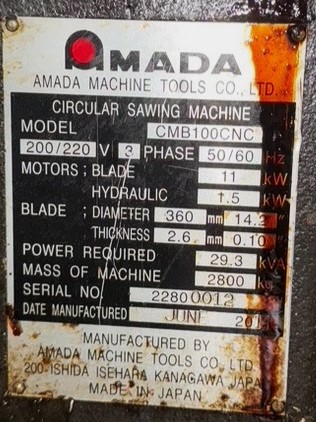 AMADA
AMADA MACHINE TOOLS CO., LTD.
CIRCULAR SAWING MACHINE
MODEL CMB100CNC
200/220 V 3 PHASE 50/60 Hz
MOTORS ; BLADE 11 kW
HYDRAULIC 1.5 kW
BLADE ; DIAMETER 360 mm 14.2"
THICKNESS 2.6 mm 0.10"
POWER REQUIRED 29.3 kVA
MASS OF MACHINE 2800 kg
SERIAL NO. 22800012
DATE MANUFACTURED JUNE
MANUFACTURED BY
AMADA MACHINE TOOLS CO., LTD
200 ISHIDA ISEHARA KANAGAWA JAPA
MADE IN JAPAN